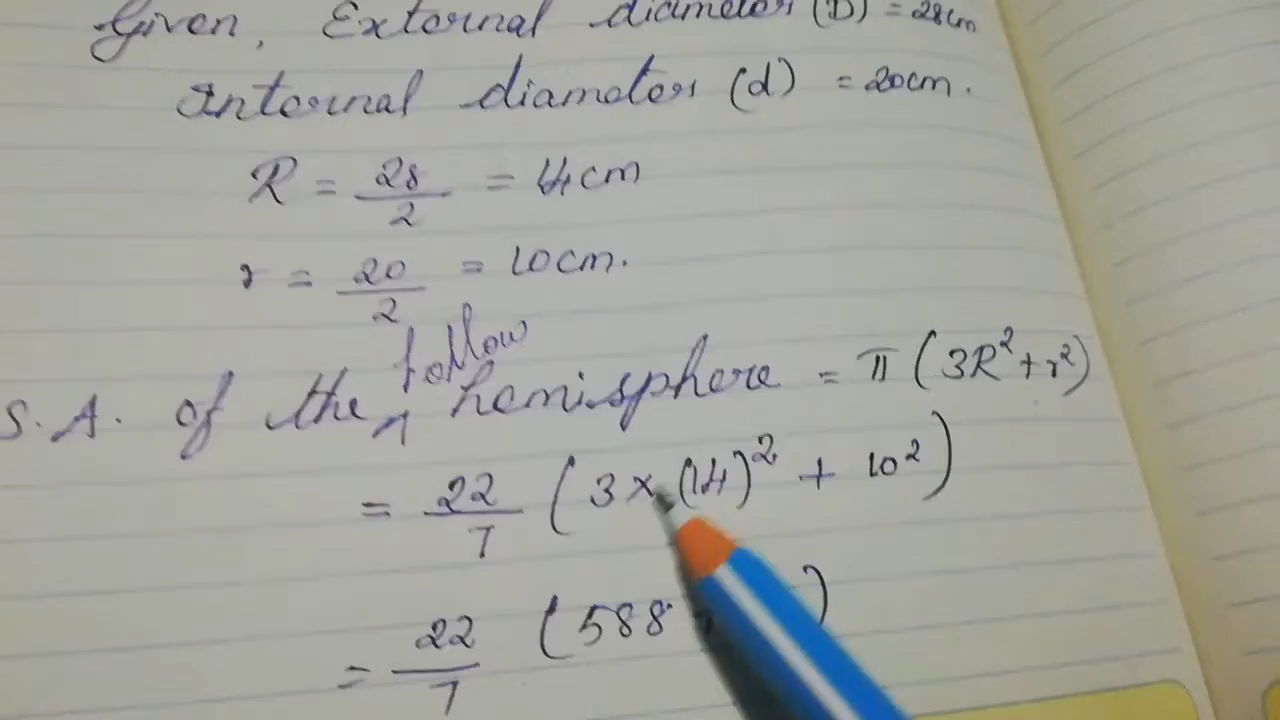 Given, External diameter (D) = 28cm
Internal diameter (d) = 20cm.
R = 28/2 = 14cm
r = 20/2 = 10cm.
S.A. of the hollow hemisphere = π (3R²+r²)
= 22/7 (3 × (14)² + 10²)
= 22/7 (588 )